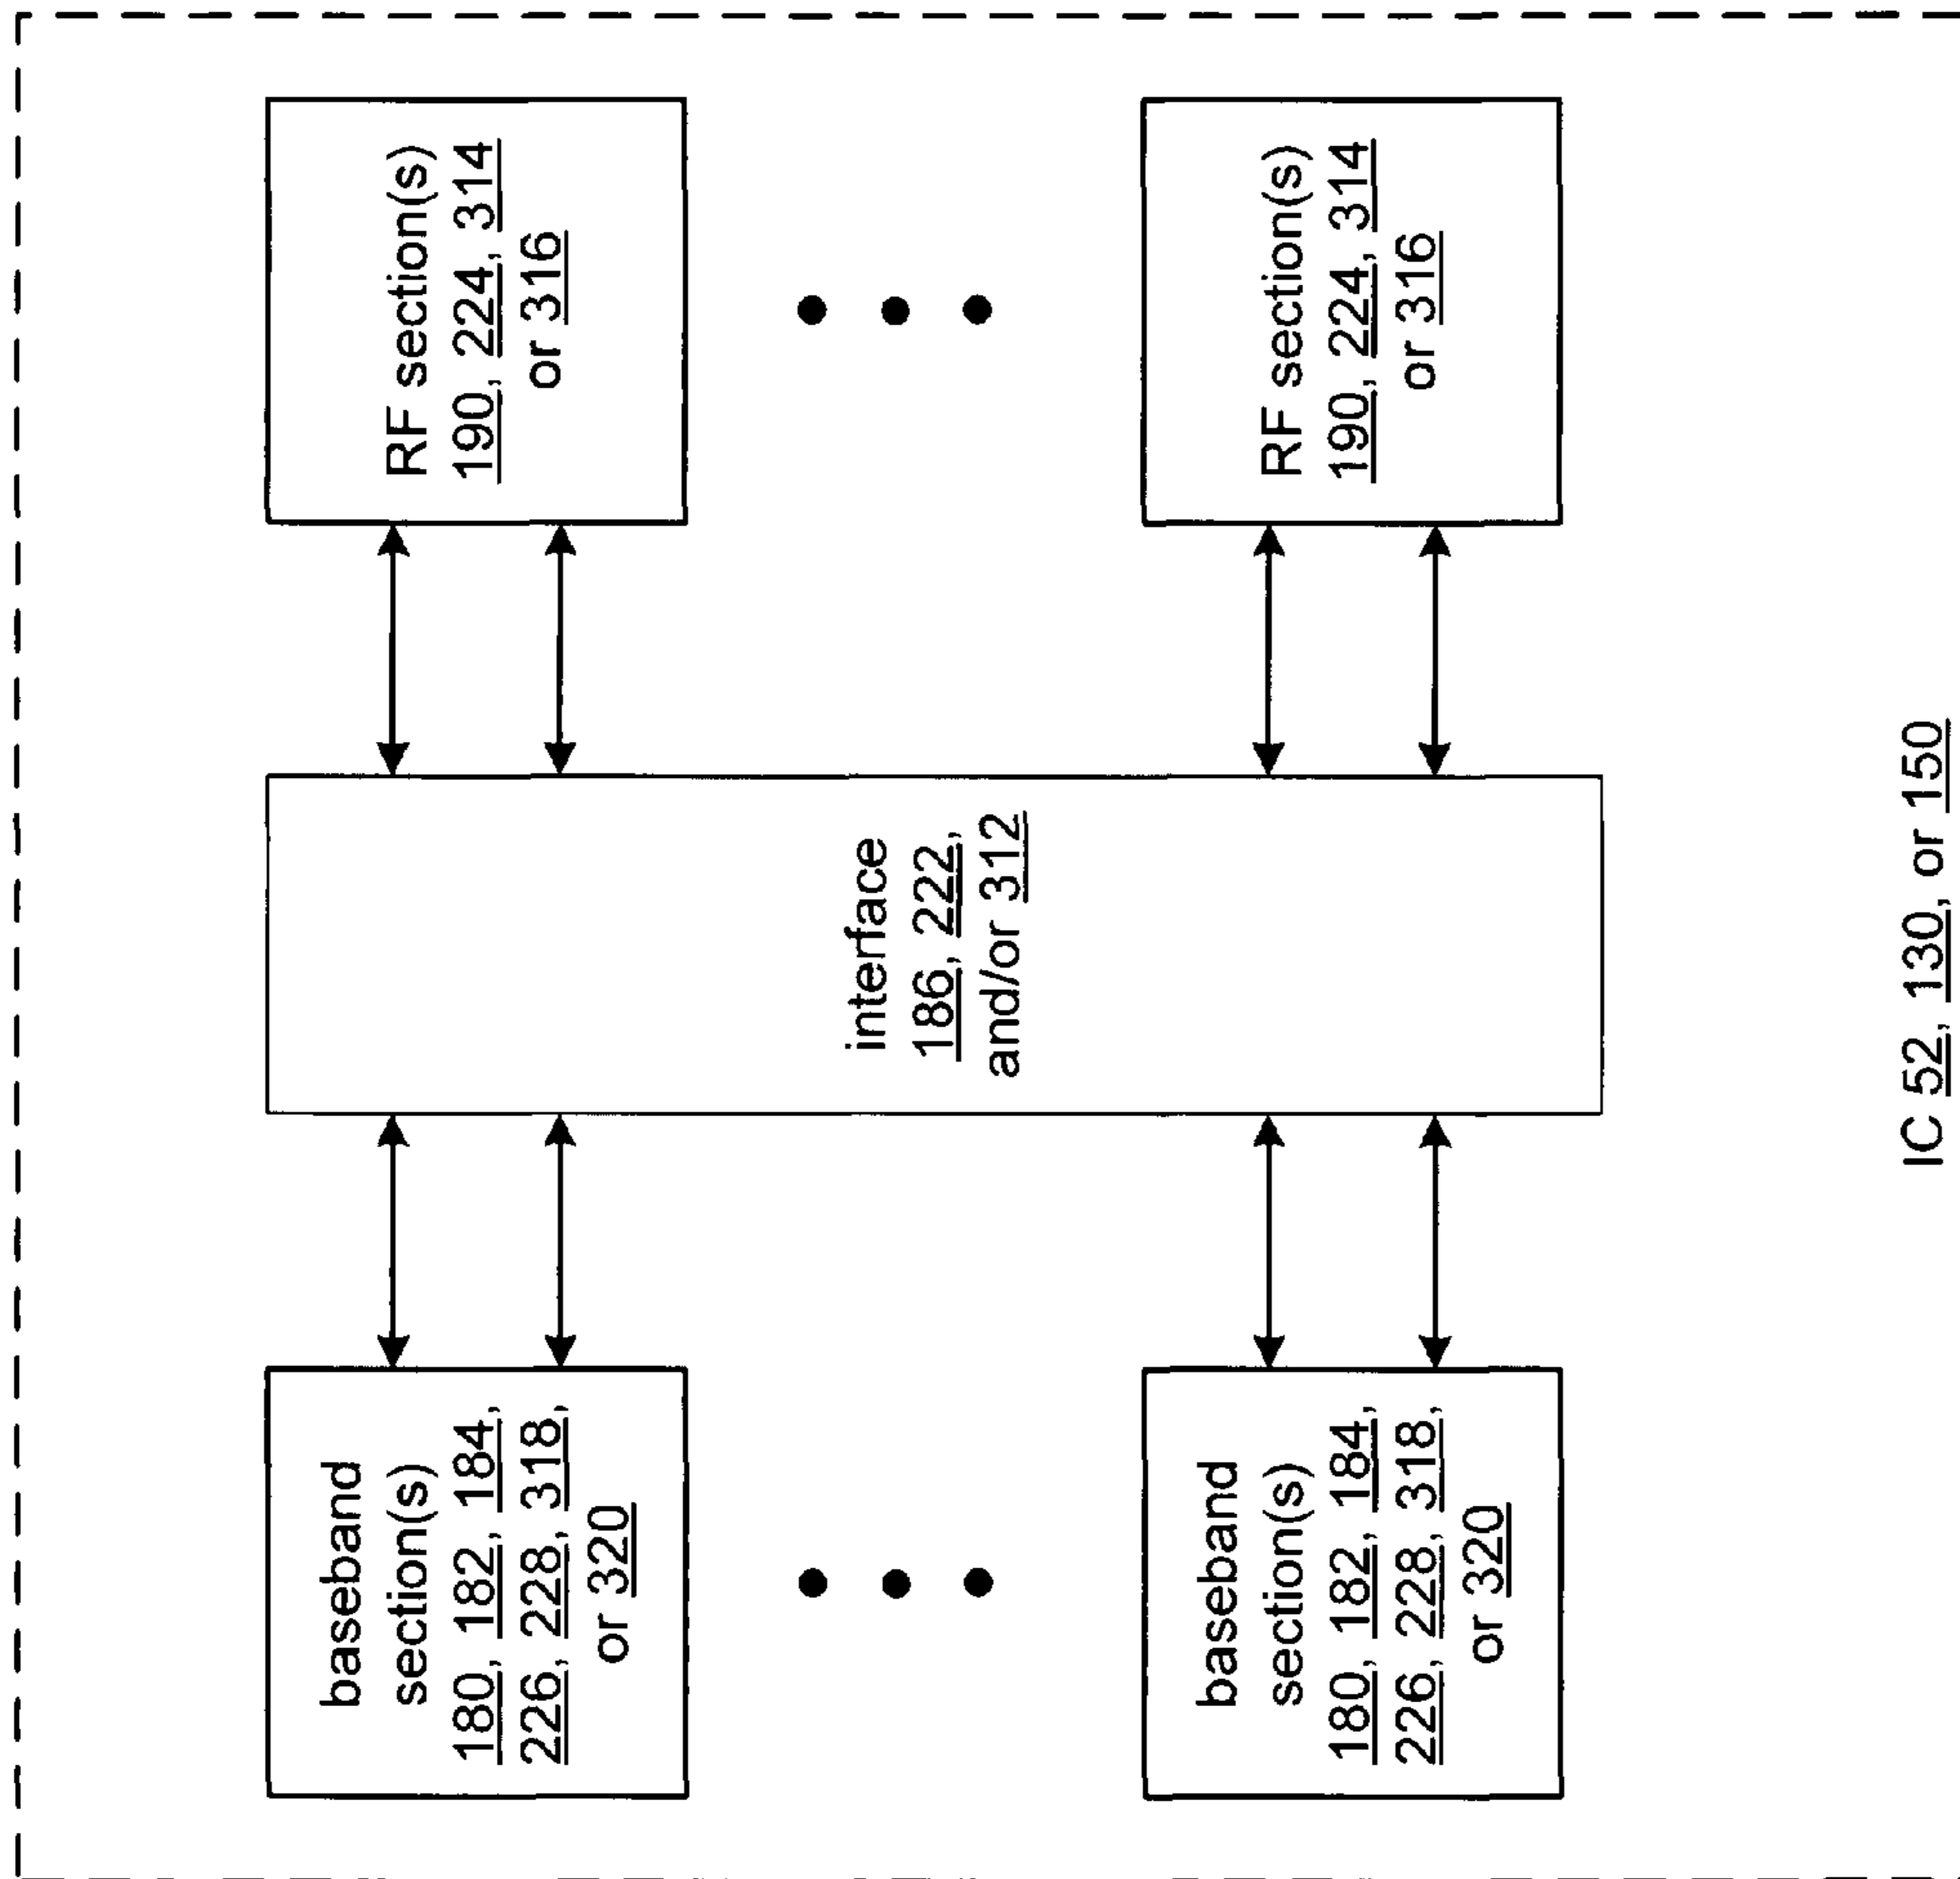 baseband
section(s)
180, 182, 184,
226, 228, 318,
or 320
interface
186, 222,
and/or 312
RF section(s)
190, 224, 314
or 316
baseband
section(s)
180, 182, 184,
226, 228, 318,
or 320
RF section(s)
190, 224, 314
or 316
IC 52, 130, or 150